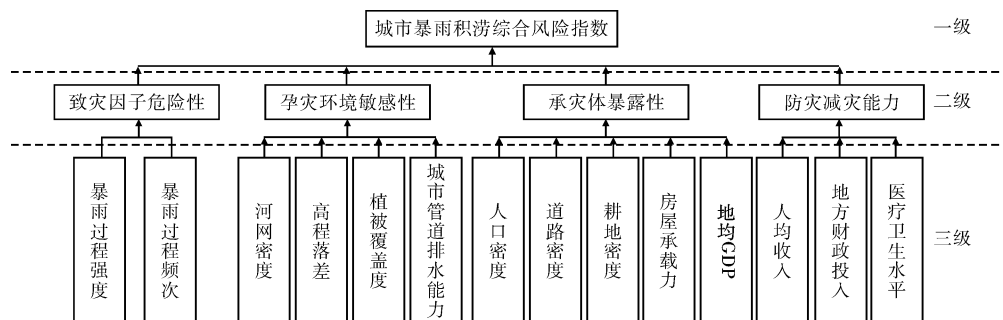 城市暴雨积涝综合风险指数
一级
致灾因子危险性
孕灾环境敏感性
承灾体暴露性
防灾减灾能力
二级
暴雨过程强度
暴雨过程频次
河网密度
高程落差
植被覆盖度
城市管道排水能力
人口密度
道路密度
耕地密度
房屋承载力
地均GDP
人均收入
地方财政投入
医疗卫生水平
三级